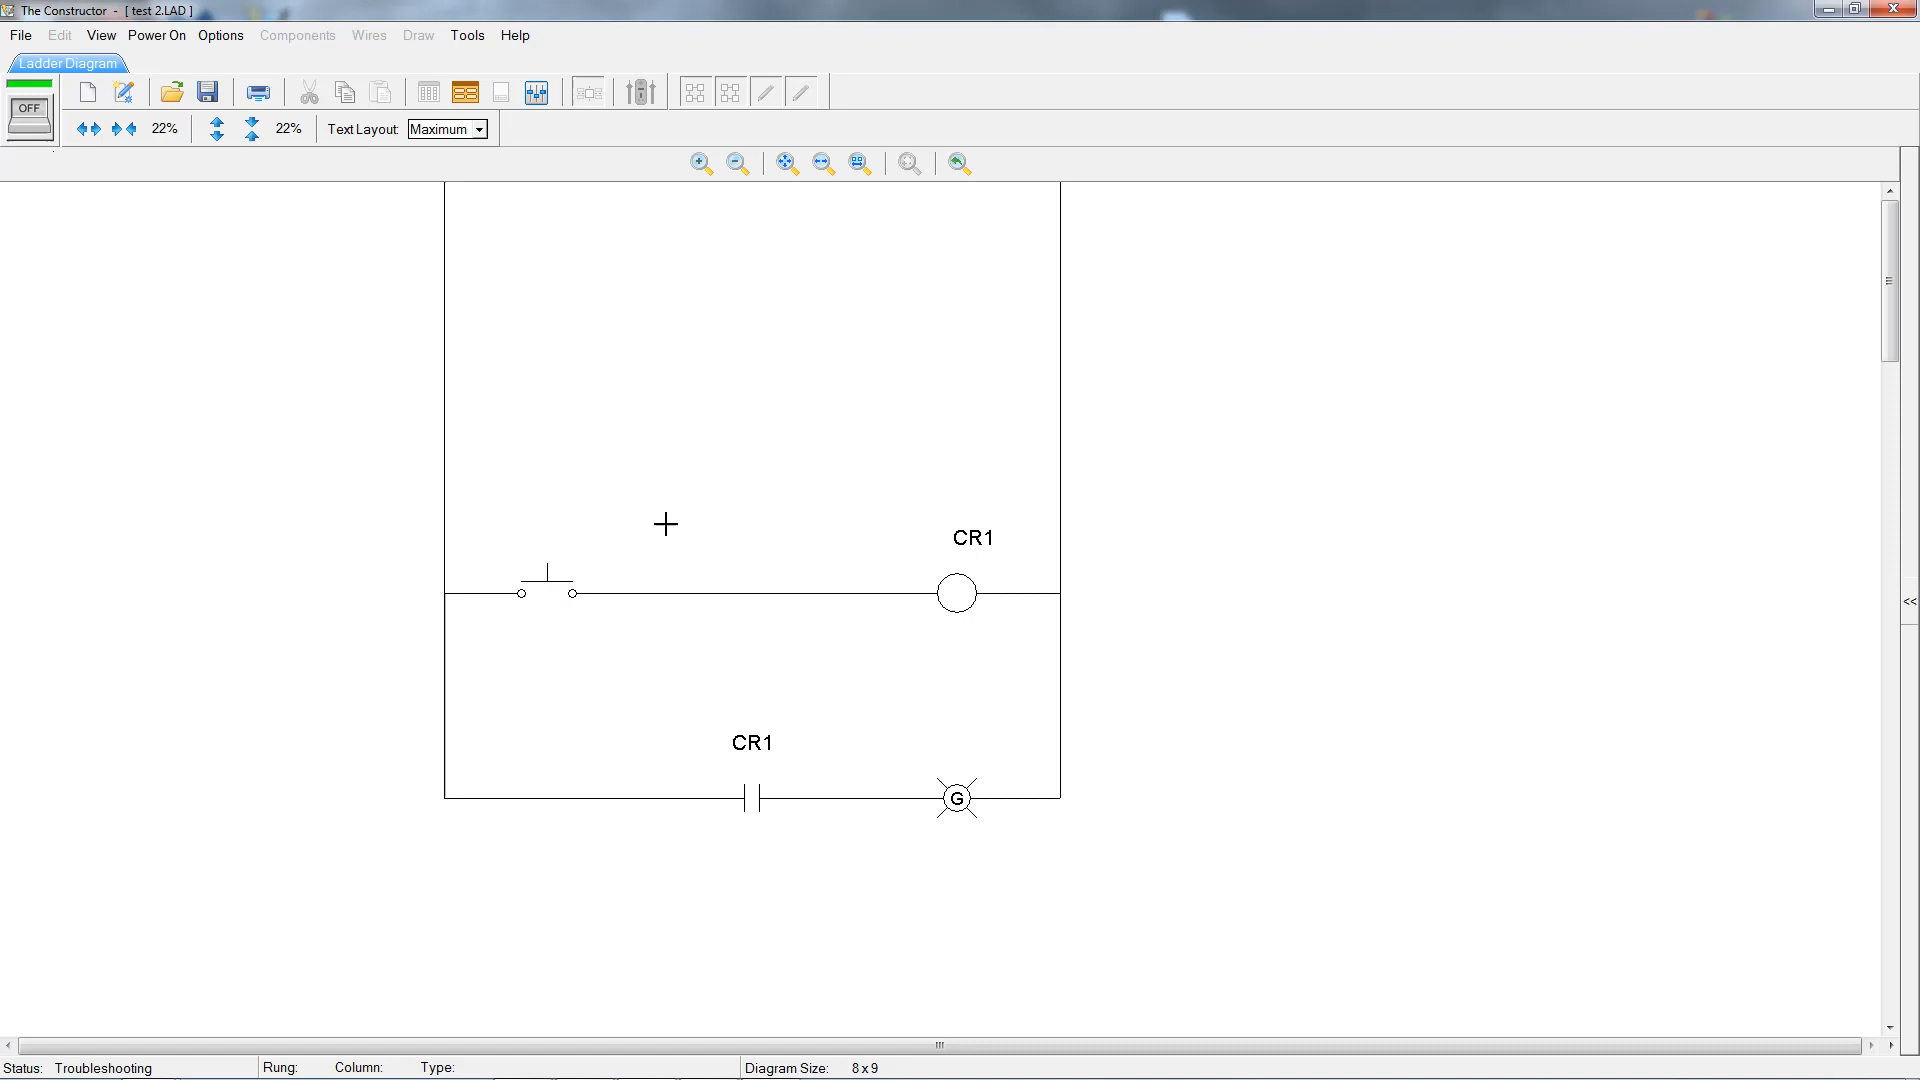 The Constructor - [ test 2.LAD ]
File Edit View Power On Options Components Wires Draw Tools Help
Ladder Diagram
OFF
22% 22% Text Layout: Maximum
CR1
CR1
G
<<
Status: Troubleshooting Rung: Column: Type: Diagram Size: 8 x 9